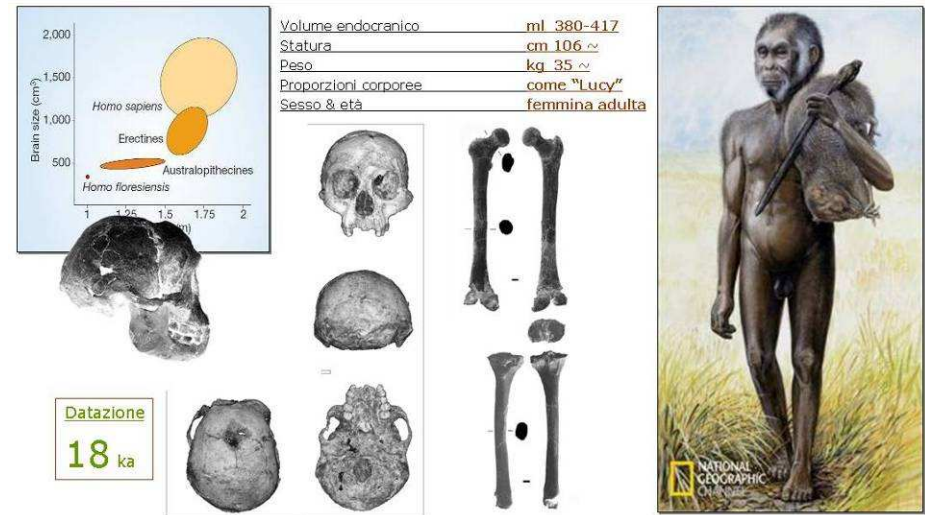 2,000
1,500
1,000
500
Brain size (cm³)
Homo sapiens
Erectines
Australopithecines
Homo floresiensis
1 1.25 1.5 1.75 2
m)
Volume endocranico ml 380-417
Statura cm 106 ~
Peso kg 35 ~
Proporzioni corporee come “Lucy”
Sesso & età femmina adulta
Datazione
18 ka
NATIONAL
GEOGRAPHIC
CHANNEL